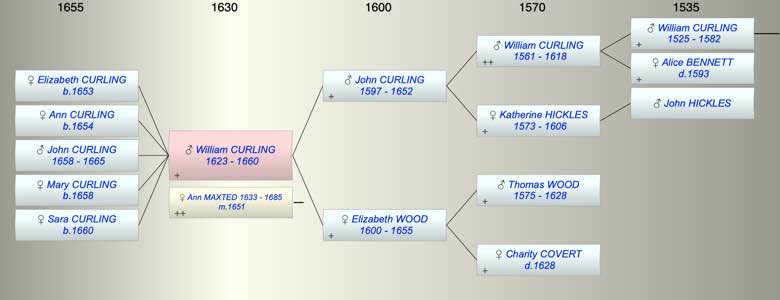 1655
1630
1600
1570
1535
♀ Elizabeth CURLING
b.1653
♀ Ann CURLING
b.1654
♂ John CURLING
1658 - 1665
♀ Mary CURLING
b.1658
♀ Sara CURLING
b.1660
♂ William CURLING
1623 - 1660
+
♀ Ann MAXTED 1633 - 1685
m.1651
++
♂ John CURLING
1597 - 1652
+
♀ Elizabeth WOOD
1600 - 1655
+
♂ William CURLING
1561 - 1618
++
♀ Katherine HICKLES
1573 - 1606
+
♂ Thomas WOOD
1575 - 1628
+
♀ Charity COVERT
d.1628
+
♂ William CURLING
1525 - 1582
+
♀ Alice BENNETT
d.1593
+
♂ John HICKLES